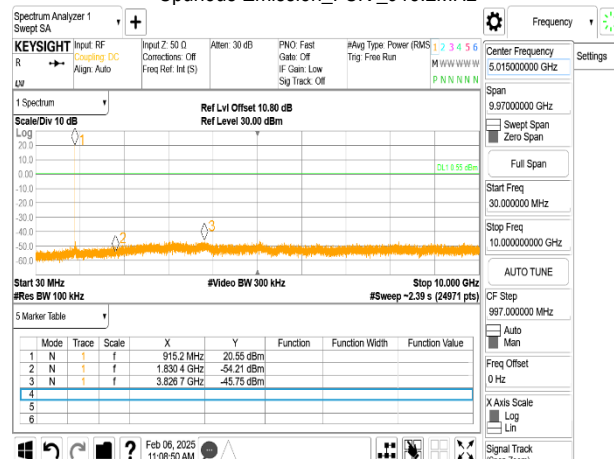 Spectrum Analyzer 1
Swept SA
Frequency
KEYSIGHT
R
Input: RF
Coupling: DC
Align: Auto
Input Z: 50 Ω
Corrections: Off
Freq Ref: Int (S)
Atten: 30 dB
PNO: Fast
Gate: Off
IF Gain: Low
Sig Track: Off
#Avg Type: Power (RMS
Trig: Free Run
1 2 3 4 5 6
M W W W W W
P N N N N N
1 Spectrum
Scale/Div 10 dB
Log
Ref Lvl Offset 10.80 dB
Ref Level 30.00 dBm
20.0
10.0
0.00
-10.0
-20.0
-30.0
-40.0
-50.0
-60.0
1
2
3
DL1 0.55 dBm
Start 30 MHz
#Res BW 100 kHz
#Video BW 300 kHz
Stop 10.000 GHz
#Sweep ~2.39 s (24971 pts)
5 Marker Table
Mode Trace Scale X Y Function Function Width Function Value
1 N 1 f 915.2 MHz 20.55 dBm
2 N 1 f 1.830 4 GHz -54.21 dBm
3 N 1 f 3.826 7 GHz -45.75 dBm
4
5
6
?
Feb 06, 2025
11:08:50 AM
Center Frequency
5.015000000 GHz
Settings
Span
9.97000000 GHz
Swept Span
Zero Span
Full Span
Start Freq
30.000000 MHz
Stop Freq
10.000000000 GHz
AUTO TUNE
CF Step
997.000000 MHz
Auto
Man
Freq Offset
0 Hz
X Axis Scale
Log
Lin
Signal Track